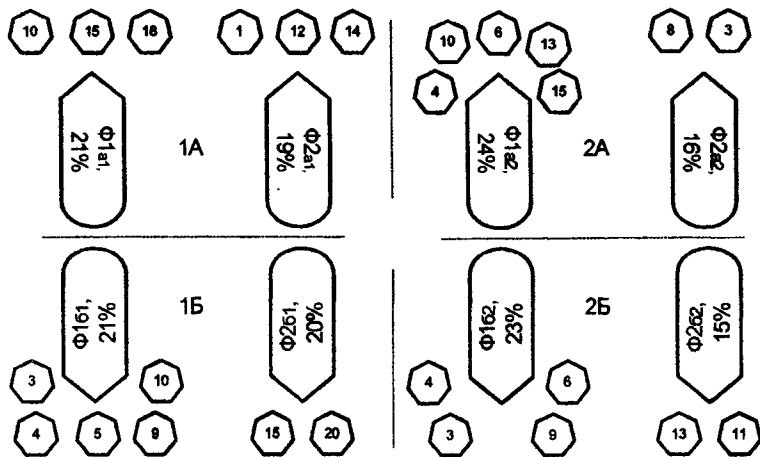 10 15 18 1 12 14
10 6 13 8 3
4 15
Ф1а1, 21%
1А
Ф2а1, 19%
Ф1а2, 24%
2А
Ф2а2, 16%
Ф1б1, 21%
1Б
Ф2б1, 20%
Ф1б2, 23%
2Б
Ф2б2, 15%
3 10 4 6
4 5 9 15 20 3 9 13 11